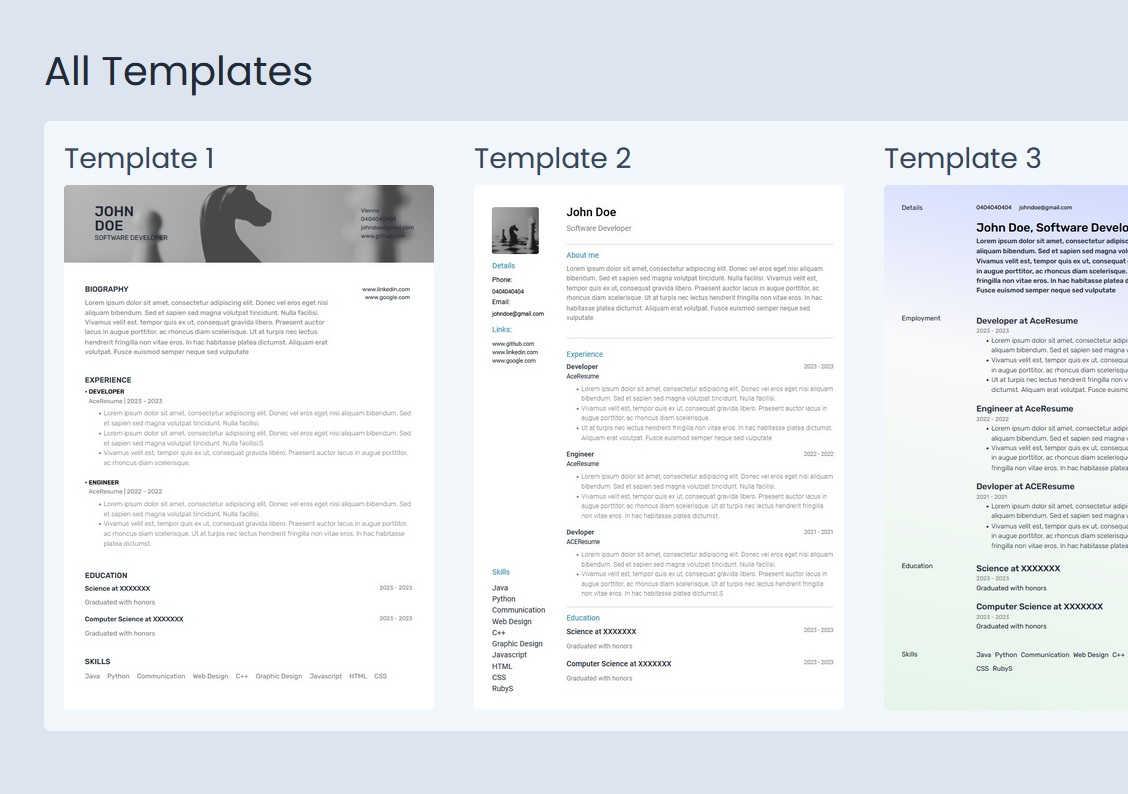 All Templates
Template 1
JOHN
DOE
SOFTWARE DEVELOPER
Vienna
0404040404
johndoe@gmail.com
www.github.com
BIOGRAPHY
Lorem ipsum dolor sit amet, consectetur adipiscing elit. Donec vel eros eget nisi
aliquam bibendum. Sed et sapien sed magna volutpat tincidunt. Nulla facilisi.
Vivamus velit est, tempor quis ex ut, consequat gravida libero. Praesent auctor
lacus in augue porttitor, ac rhoncus diam scelerisque. Ut at turpis nec lectus
hendrerit fringilla non vitae eros. In hac habitasse platea dictumst. Aliquam erat
volutpat. Fusce euismod semper neque sed vulputate
www.linkedin.com
www.google.com
EXPERIENCE
• DEVELOPER
AceResume | 2023 - 2023
• Lorem ipsum dolor sit amet, consectetur adipiscing elit. Donec vel eros eget nisi aliquam bibendum. Sed
et sapien sed magna volutpat tincidunt. Nulla facilisi.
• Lorem ipsum dolor sit amet, consectetur adipiscing elit. Donec vel eros eget nisi aliquam bibendum. Sed
et sapien sed magna volutpat tincidunt. Nulla facilisi.S
• Vivamus velit est, tempor quis ex ut, consequat gravida libero. Praesent auctor lacus in augue porttitor,
ac rhoncus diam scelerisque.
• ENGINEER
AceResume | 2022 - 2022
• Lorem ipsum dolor sit amet, consectetur adipiscing elit. Donec vel eros eget nisi aliquam bibendum. Sed
et sapien sed magna volutpat tincidunt. Nulla facilisi.
• Vivamus velit est, tempor quis ex ut, consequat gravida libero. Praesent auctor lacus in augue porttitor,
ac rhoncus diam scelerisque. Ut at turpis nec lectus hendrerit fringilla non vitae eros. In hac habitasse
platea dictumst.
EDUCATION
Science at XXXXXXX 2023 - 2023
Graduated with honors
Computer Science at XXXXXXX 2023 - 2023
Graduated with honors
SKILLS
Java Python Communication Web Design C++ Graphic Design Javascript HTML CSS
Template 2
Details
Phone:
0404040404
Email:
johndoe@gmail.com
Links:
www.github.com
www.linkedin.com
www.google.com
Skills
Java
Python
Communication
Web Design
C++
Graphic Design
Javascript
HTML
CSS
RubyS
John Doe
Software Developer
About me
Lorem ipsum dolor sit amet, consectetur adipiscing elit. Donec vel eros eget nisi aliquam
bibendum. Sed et sapien sed magna volutpat tincidunt. Nulla facilisi. Vivamus velit est,
tempor quis ex ut, consequat gravida libero. Praesent auctor lacus in augue porttitor, ac
rhoncus diam scelerisque. Ut at turpis nec lectus hendrerit fringilla non vitae eros. In hac
habitasse platea dictumst. Aliquam erat volutpat. Fusce euismod semper neque sed
vulputate
Experience
Developer 2023 - 2023
AceResume
• Lorem ipsum dolor sit amet, consectetur adipiscing elit. Donec vel eros eget nisi aliquam
bibendum. Sed et sapien sed magna volutpat tincidunt. Nulla facilisi.
• Vivamus velit est, tempor quis ex ut, consequat gravida libero. Praesent auctor lacus in
augue porttitor, ac rhoncus diam scelerisque.
• Ut at turpis nec lectus hendrerit fringilla non vitae eros. In hac habitasse platea dictumst.
Aliquam erat volutpat. Fusce euismod semper neque sed vulputate
Engineer 2022 - 2022
AceResume
• Lorem ipsum dolor sit amet, consectetur adipiscing elit. Donec vel eros eget nisi aliquam
bibendum. Sed et sapien sed magna volutpat tincidunt. Nulla facilisi.
• Vivamus velit est, tempor quis ex ut, consequat gravida libero. Praesent auctor lacus in
augue porttitor, ac rhoncus diam scelerisque. Ut at turpis nec lectus hendrerit fringilla
non vitae eros. In hac habitasse platea dictumst.
Devloper 2021 - 2021
ACEResume
• Lorem ipsum dolor sit amet, consectetur adipiscing elit. Donec vel eros eget nisi aliquam
bibendum. Sed et sapien sed magna volutpat tincidunt. Nulla facilisi.
• Vivamus velit est, tempor quis ex ut, consequat gravida libero. Praesent auctor lacus in
augue porttitor, ac rhoncus diam scelerisque. Ut at turpis nec lectus hendrerit fringilla
non vitae eros. In hac habitasse platea dictumst.S
Education
Science at XXXXXXX 2023 - 2023
Graduated with honors
Computer Science at XXXXXXX 2023 - 2023
Graduated with honors
Template 3
Details
0404040404 johndoe@gmail.com
John Doe, Software Develo
Lorem ipsum dolor sit amet, consectetur
aliquam bibendum. Sed et sapien sed
Vivamus velit est, tempor quis ex ut,
in augue porttitor, ac rhoncus diam scelerisque.
fringilla non vitae eros. In hac habitasse platea d
Fusce euismod semper neque sed vulputate
Employment
Developer at AceResume
2023 - 2023
• Lorem ipsum dolor sit amet, consectetur
aliquam bibendum. Sed et sapien sed magna v
• Vivamus velit est, tempor quis ex ut,
in augue porttitor, ac rhoncus diam scelerisq
• Ut at turpis nec lectus hendrerit fringilla non v
dictumst. Aliquam erat volutpat. Fusce euismo
Engineer at AceResume
2022 - 2022
• Lorem ipsum dolor sit amet, consectetur
aliquam bibendum. Sed et sapien sed magna v
• Vivamus velit est, tempor quis ex ut,
in augue porttitor, ac rhoncus diam scelerisq
fringilla non vitae eros. In hac habitasse platea
Devloper at ACEResume
2021 - 2021
• Lorem ipsum dolor sit amet, consectetur
aliquam bibendum. Sed et sapien sed magna v
• Vivamus velit est, tempor quis ex ut,
in augue porttitor, ac rhoncus diam scelerisq
fringilla non vitae eros. In hac habitasse platea
Education
Science at XXXXXXX
2023 - 2023
Graduated with honors
Computer Science at XXXXXXX
2023 - 2023
Graduated with honors
Skills
Java Python Communication Web Design C++
CSS RubyS